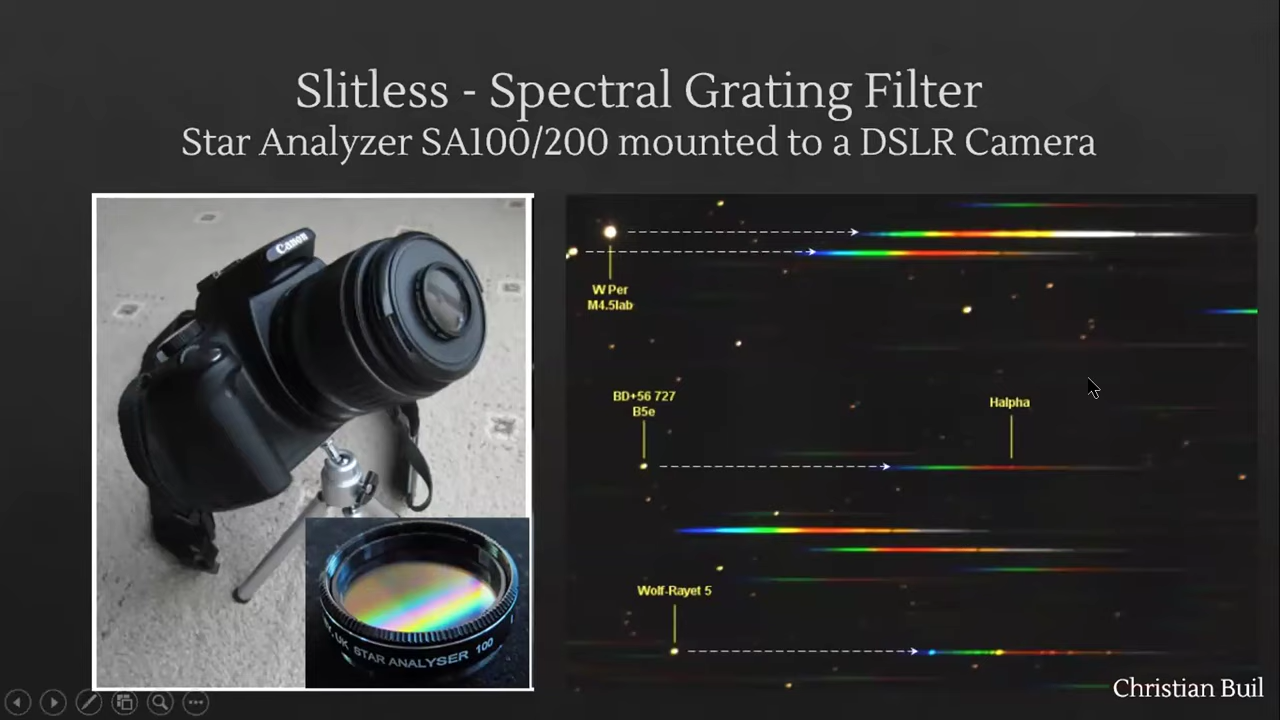 Slitless - Spectral Grating Filter
Star Analyzer SA100/200 mounted to a DSLR Camera
Canon
W Per
M4.5Iab
BD+56 727
B5e
Halpha
Wolf-Rayet 5
STAR ANALYSER 100
Christian Buil